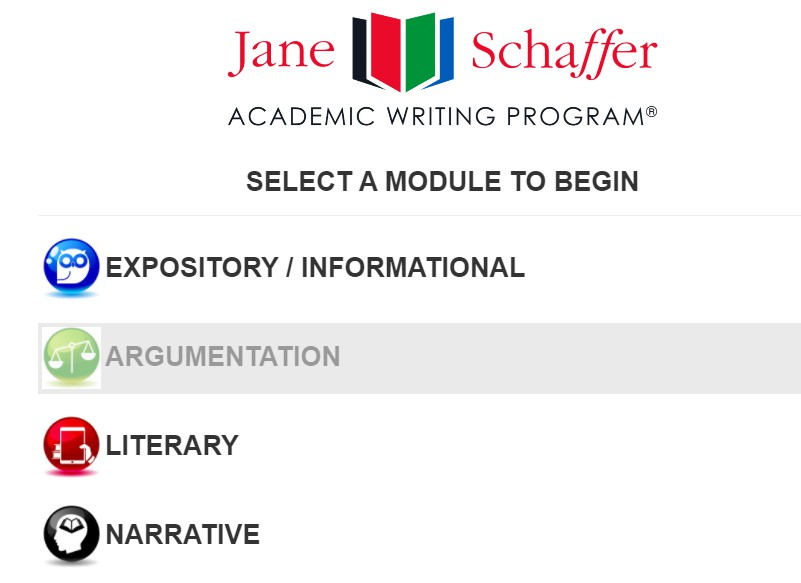 Jane Schaffer
ACADEMIC WRITING PROGRAM®
SELECT A MODULE TO BEGIN
EXPOSITORY / INFORMATIONAL
ARGUMENTATION
LITERARY
NARRATIVE